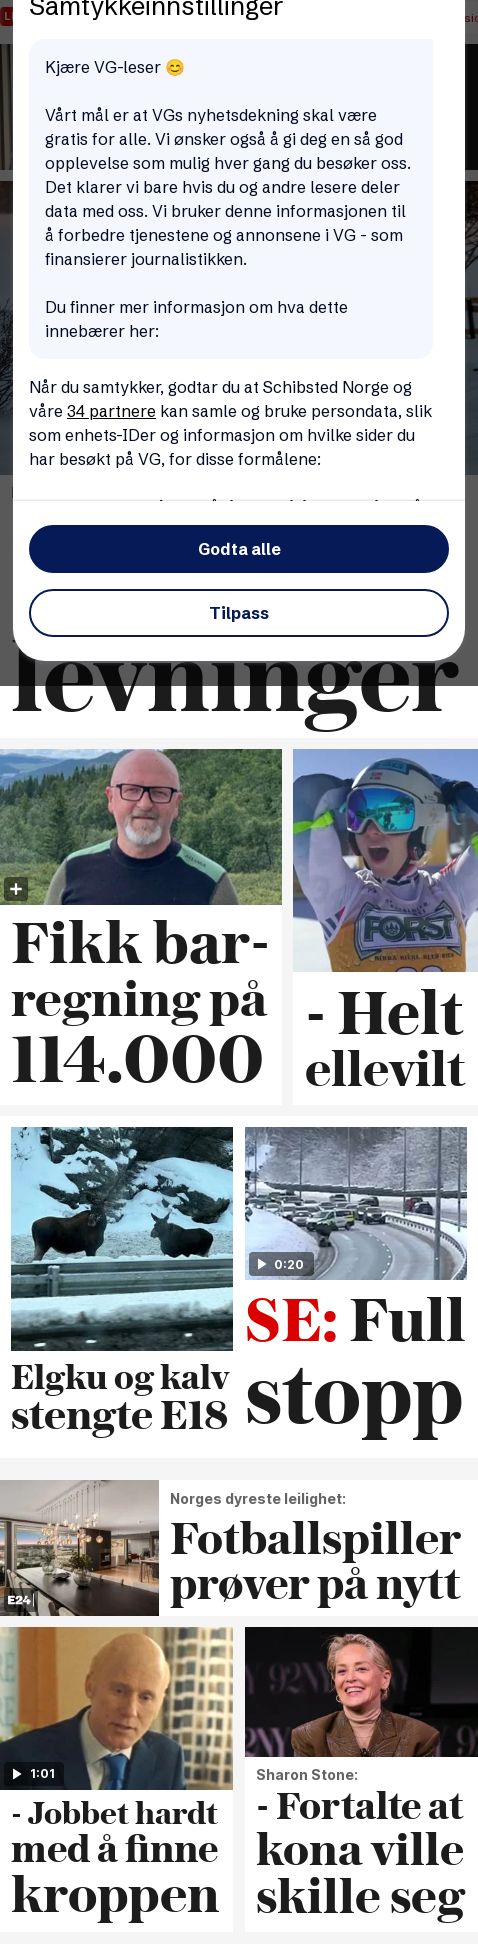 Samtykkeinnstillinger
Kjære VG-leser 😊
Vårt mål er at VGs nyhetsdekning skal være
gratis for alle. Vi ønsker også å gi deg en så god
opplevelse som mulig hver gang du besøker oss.
Det klarer vi bare hvis du og andre lesere deler
data med oss. Vi bruker denne informasjonen til
å forbedre tjenestene og annonsene i VG - som
finansierer journalistikken.
Du finner mer informasjon om hva dette
innebærer her:
Når du samtykker, godtar du at Schibsted Norge og
våre 34 partnere kan samle og bruke persondata, slik
som enhets-IDer og informasjon om hvilke sider du
har besøkt på VG, for disse formålene:
Godta alle
Tilpass
levninger
FORST
Fikk bar-
regning på
114.000
- Helt
ellevilt
0:20
Elgku og kalv
stengte E18
SE: Full
stopp
E24
Norges dyreste leilighet:
Fotballspiller
prøver på nytt
1:01
92NY
- Jobbet hardt
med å finne
kroppen
Sharon Stone:
- Fortalte at
kona ville
skille seg